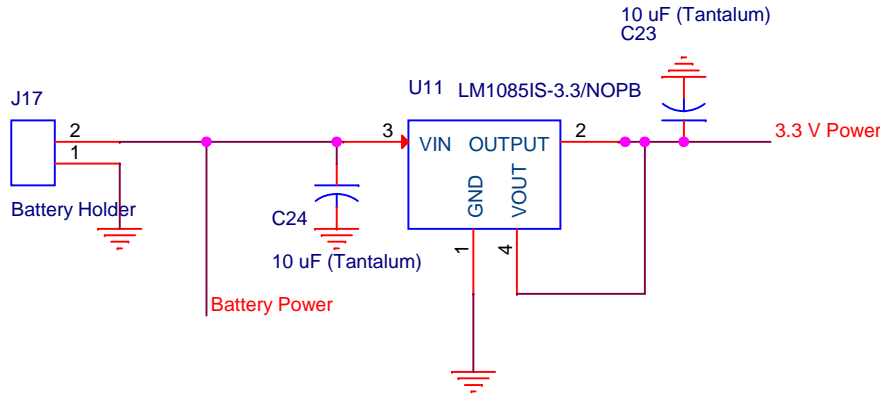 10 uF (Tantalum)
C23
U11 LM1085IS-3.3/NOPB
J17
2
1
3
VIN OUTPUT
2
3.3 V Power
GND
VOUT
Battery Holder
C24
10 uF (Tantalum)
1
4
Battery Power